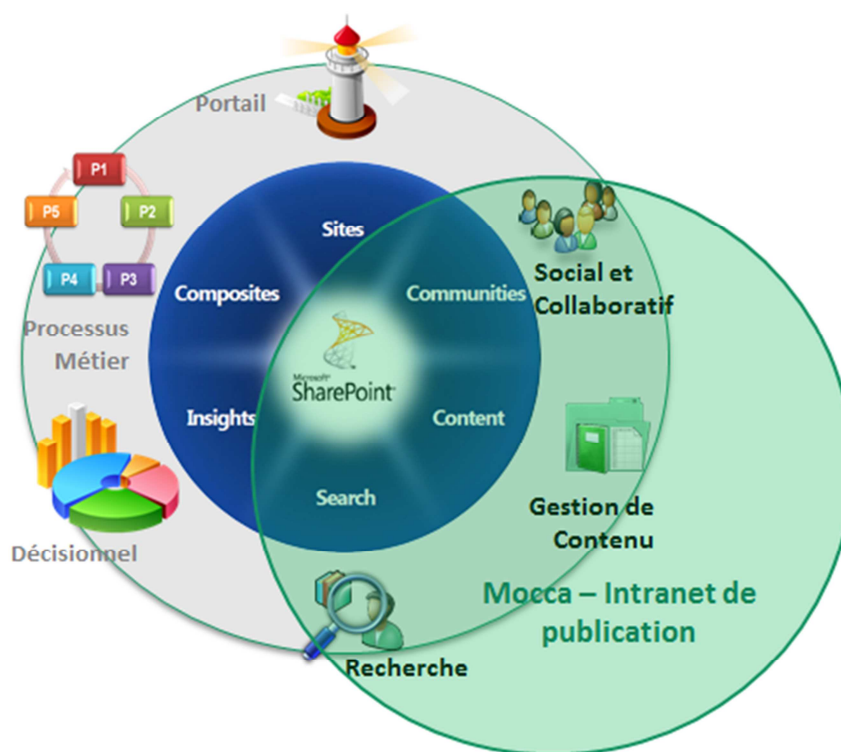 Portail
P1
P5
P2
P4
P3
Processus
Métier
Décisionnel
Sites
Composites
Communities
Microsoft®
SharePoint
Insights
Content
Search
Social et
Collaboratif
Gestion de
Contenu
Mocca – Intranet de
publication
Recherche